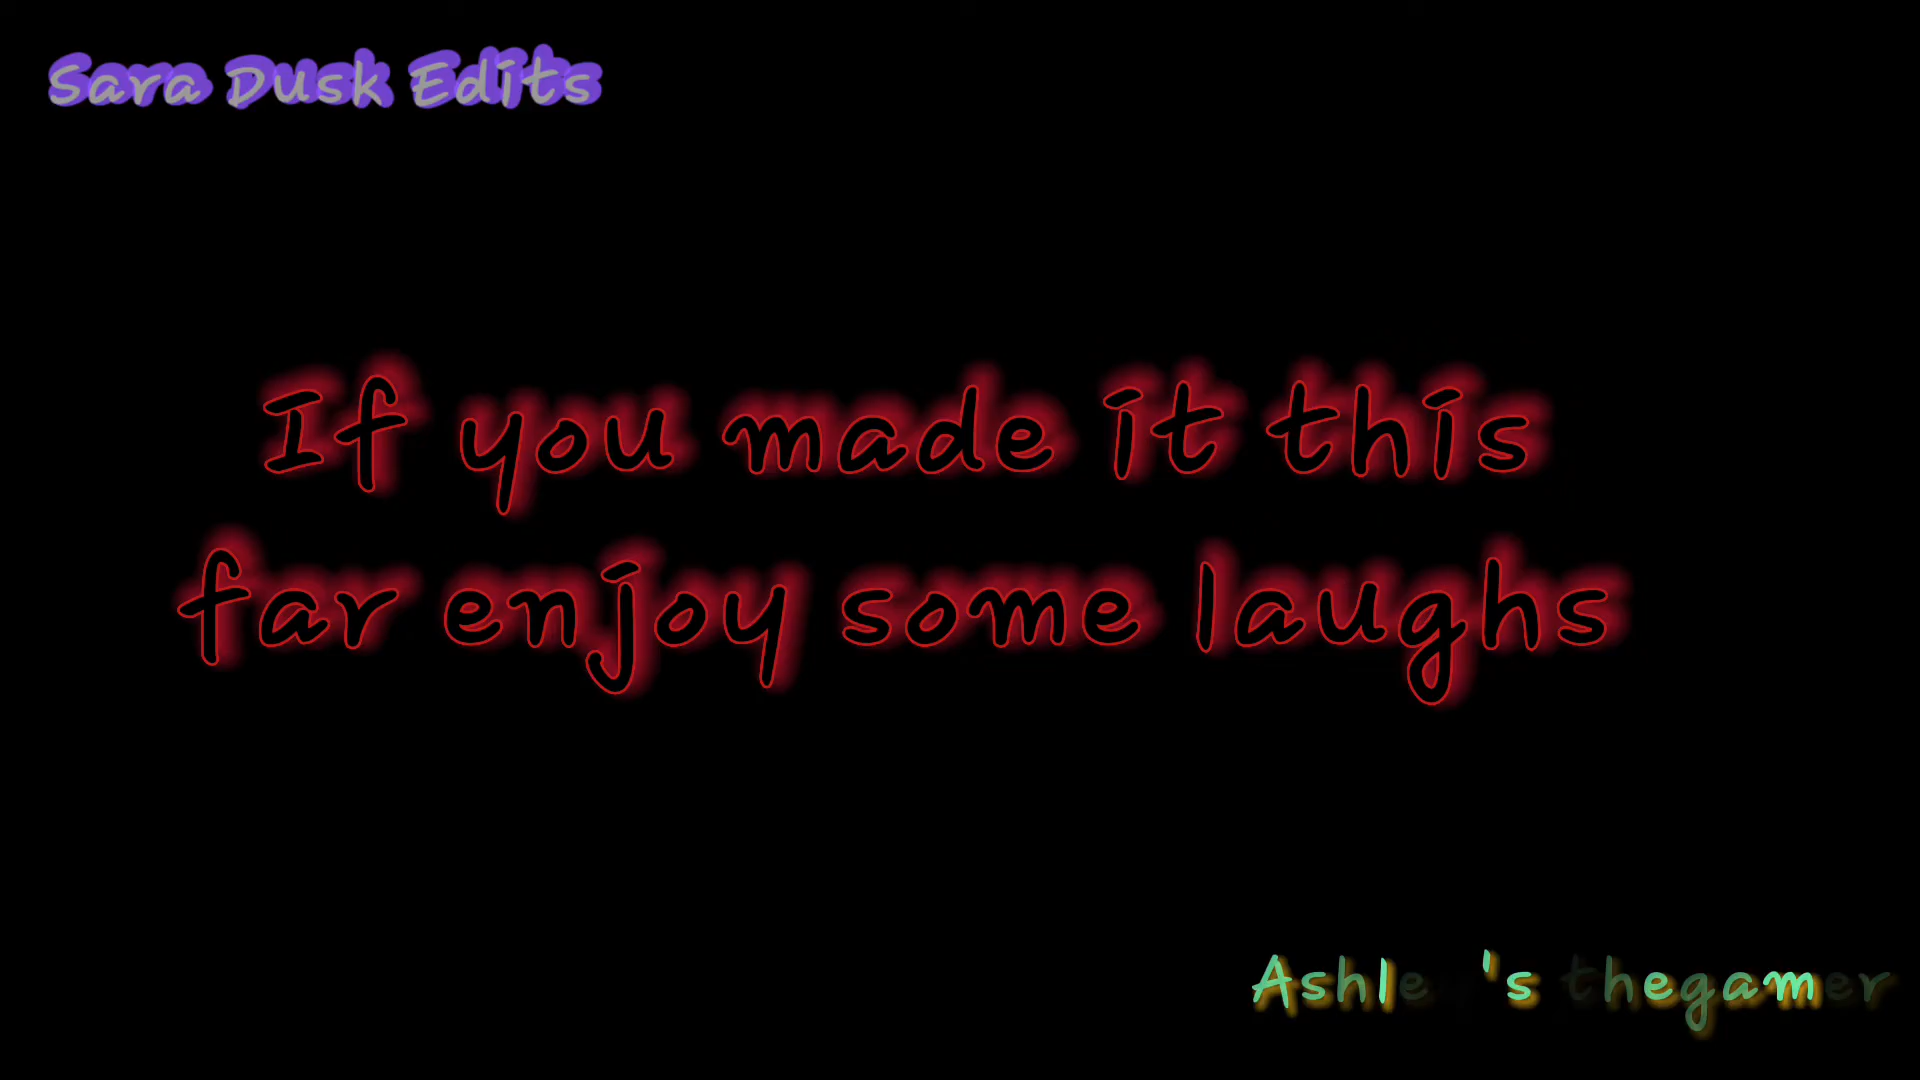 Sara Dusk Edits
If you made it this
far enjoy some laughs
's thegamer